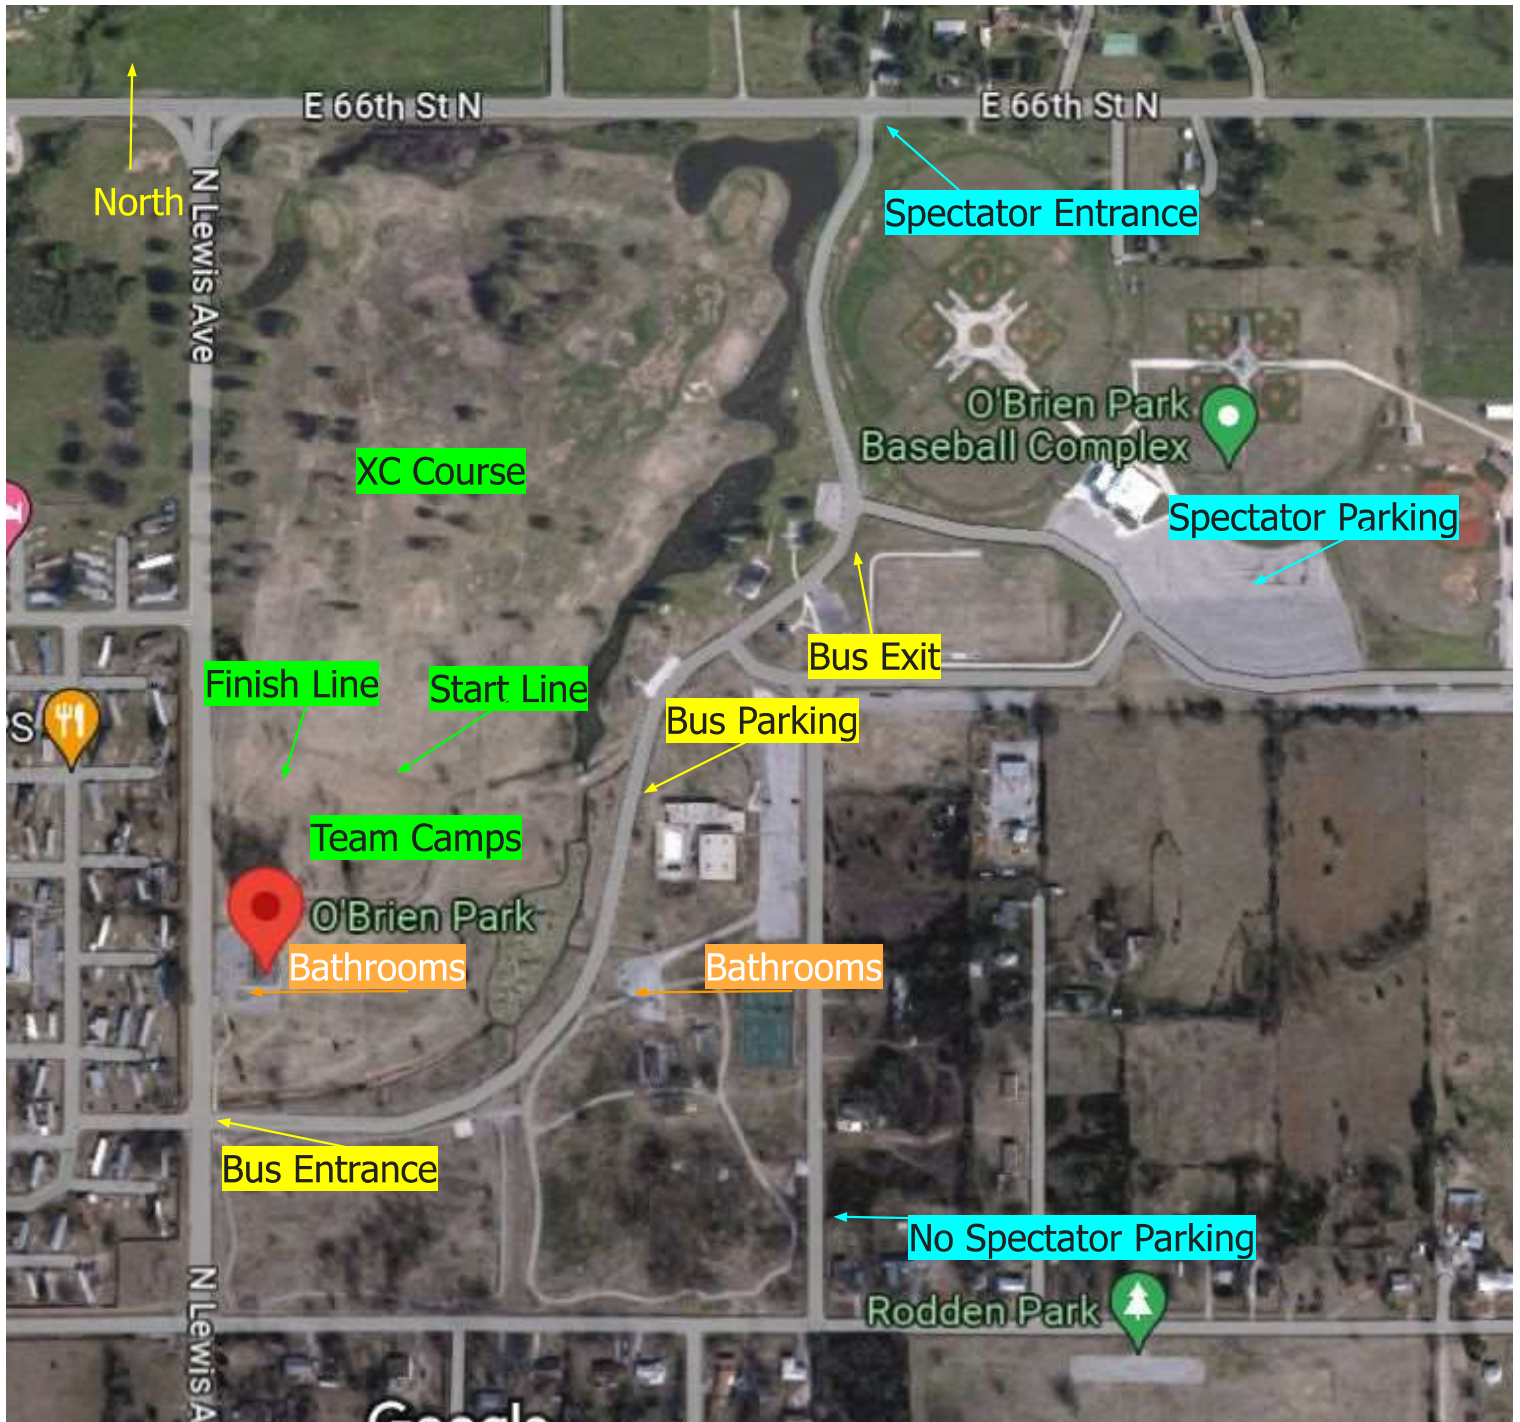 E 66th St N
E 66th St N
North
N Lewis Ave
Spectator Entrance
O'Brien Park
Baseball Complex
XC Course
Spectator Parking
Bus Exit
Finish Line
Start Line
Bus Parking
Team Camps
O'Brien Park
Bathrooms
Bathrooms
Bus Entrance
No Spectator Parking
N Lewis A
Rodden Park
Google